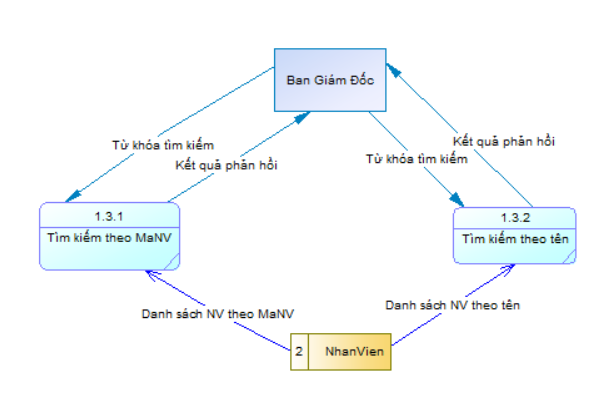 Ban Giám Đốc
Từ khóa tìm kiếm
Kết quả phản hồi
Kết quả phản hồi
Từ khóa tìm kiếm
1.3.1
Tìm kiếm theo MaNV
1.3.2
Tìm kiếm theo tên
Danh sách NV theo MaNV
Danh sách NV theo tên
2 NhanVien